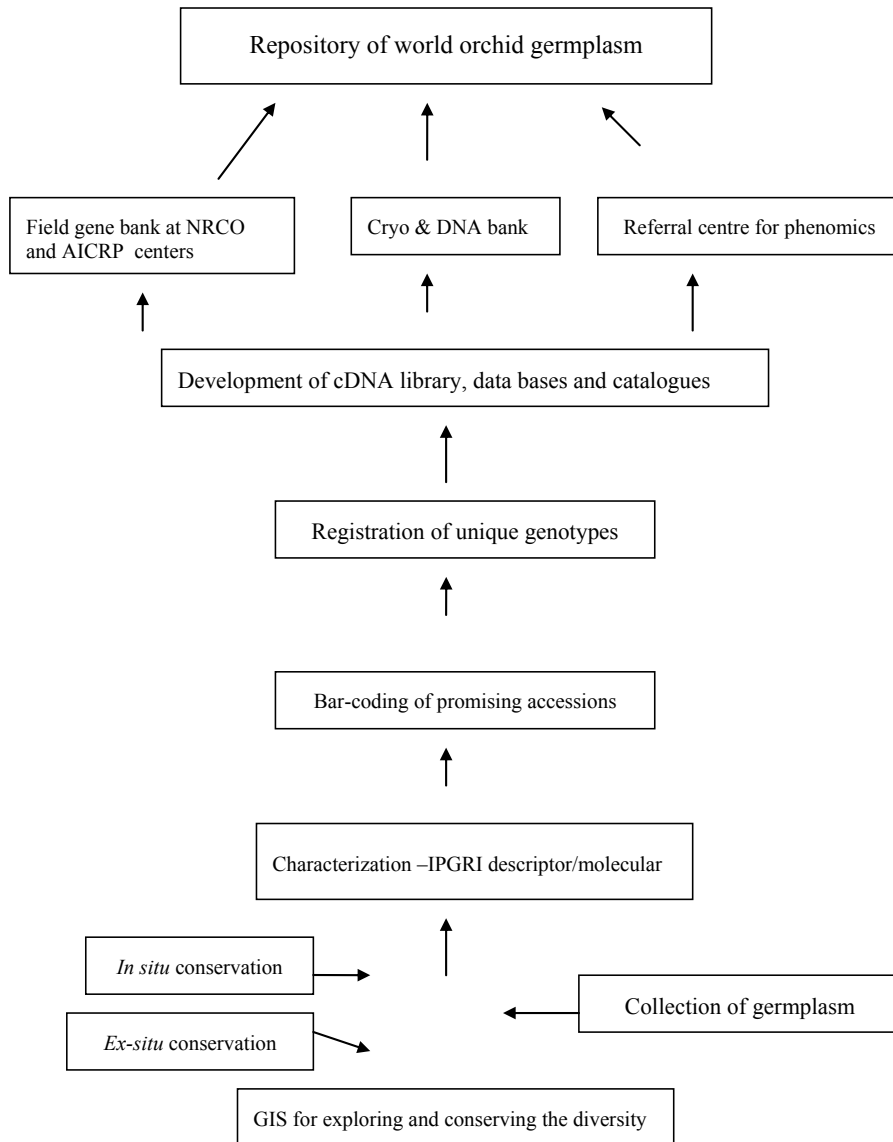 Repository of world orchid germplasm
Field gene bank at NRCO
and AICRP centers
Cryo & DNA bank
Referral centre for phenomics
Development of cDNA library, data bases and catalogues
Registration of unique genotypes
Bar-coding of promising accessions
Characterization –IPGRI descriptor/molecular
In situ conservation
Collection of germplasm
Ex-situ conservation
GIS for exploring and conserving the diversity